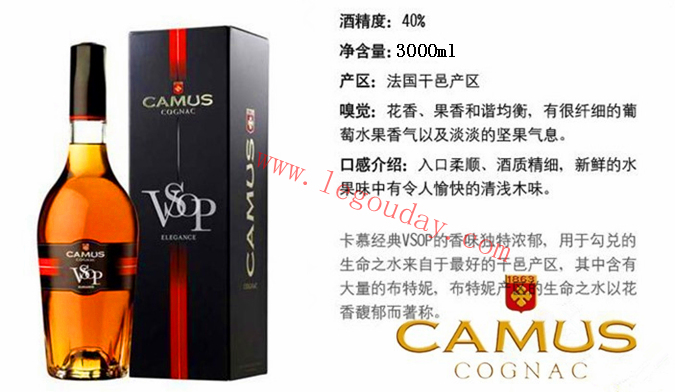 CAMUS
COGNAC
VSOP
ELEGANCE
CAMUS
COGNAC
CAMUS
COGNAC
VSOP
ELEGANCE
酒精度：40%
净含量：3000ml
产区：法国干邑产区
嗅觉：花香、果香和谐均衡，有很纤细的葡
萄水果香气以及淡淡的坚果气息。
口感介绍：入口柔顺、酒质精细，新鲜的水
果味中有令人愉快的清浅木味。
www.legouday.com
卡慕经典VSOP的香味独特浓郁，用于勾兑的
生命之水来自于最好的干邑产区，其中含有
大量的布特妮，布特妮产区的生命之水以花
香馥郁而著称。
1863
CAMUS
COGNAC